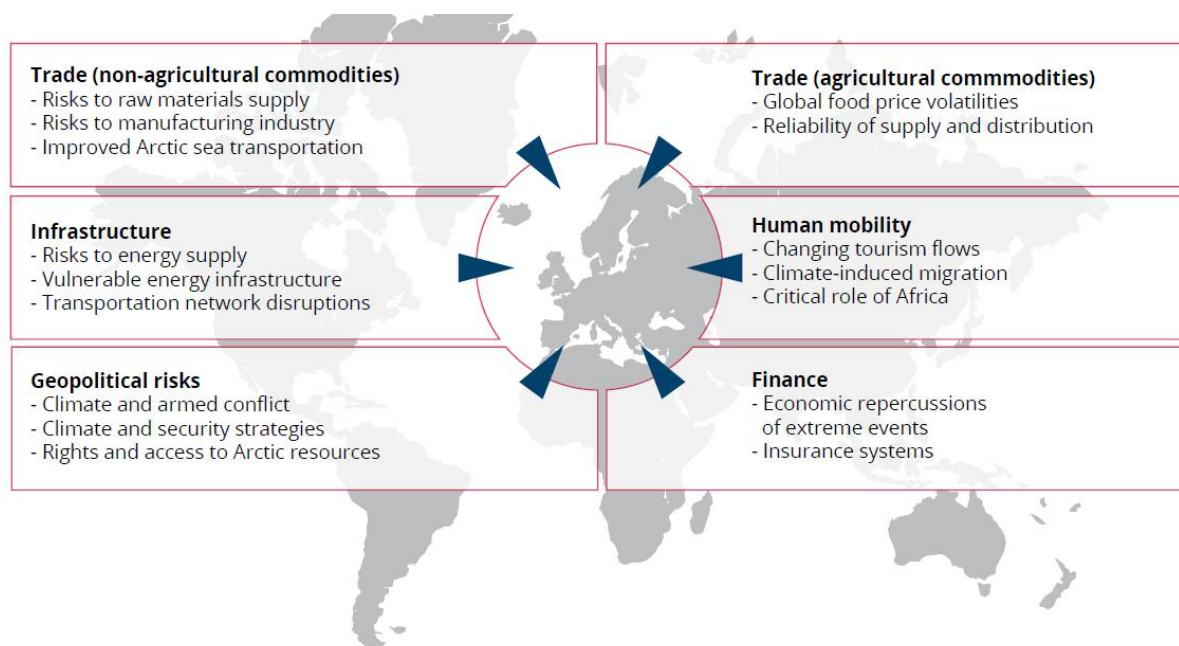 Trade (non-agricultural commodities)
- Risks to raw materials supply
- Risks to manufacturing industry
- Improved Arctic sea transportation
Trade (agricultural commmodities)
- Global food price volatilities
- Reliability of supply and distribution
Infrastructure
- Risks to energy supply
- Vulnerable energy infrastructure
- Transportation network disruptions
Human mobility
- Changing tourism flows
- Climate-induced migration
- Critical role of Africa
Geopolitical risks
- Climate and armed conflict
- Climate and security strategies
- Rights and access to Arctic resources
Finance
- Economic repercussions
of extreme events
- Insurance systems